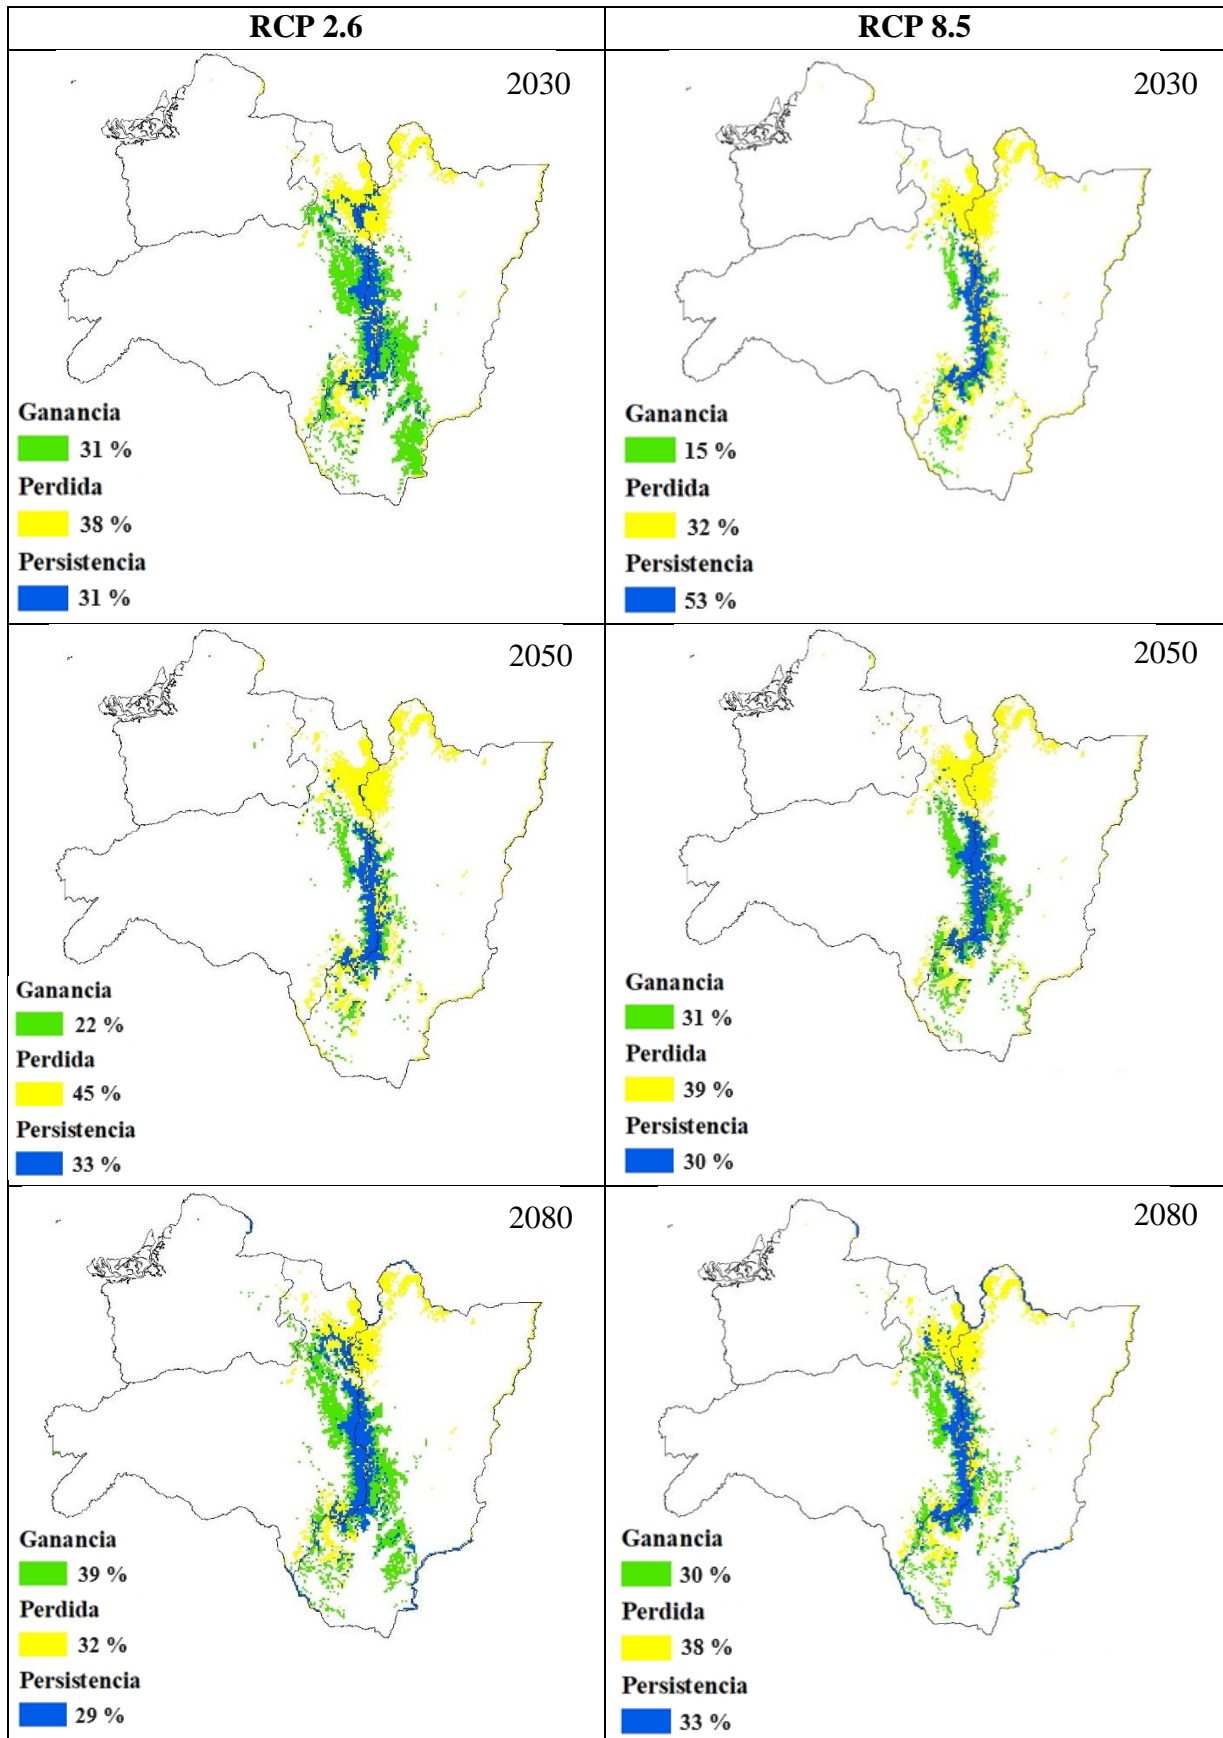 RCP 2.6
RCP 8.5
2030
Ganancia
31 %
Perdida
38 %
Persistencia
31 %
2030
Ganancia
15 %
Perdida
32 %
Persistencia
53 %
2050
Ganancia
22 %
Perdida
45 %
Persistencia
33 %
2050
Ganancia
31 %
Perdida
39 %
Persistencia
30 %
2080
Ganancia
39 %
Perdida
32 %
Persistencia
29 %
2080
Ganancia
30 %
Perdida
38 %
Persistencia
33 %